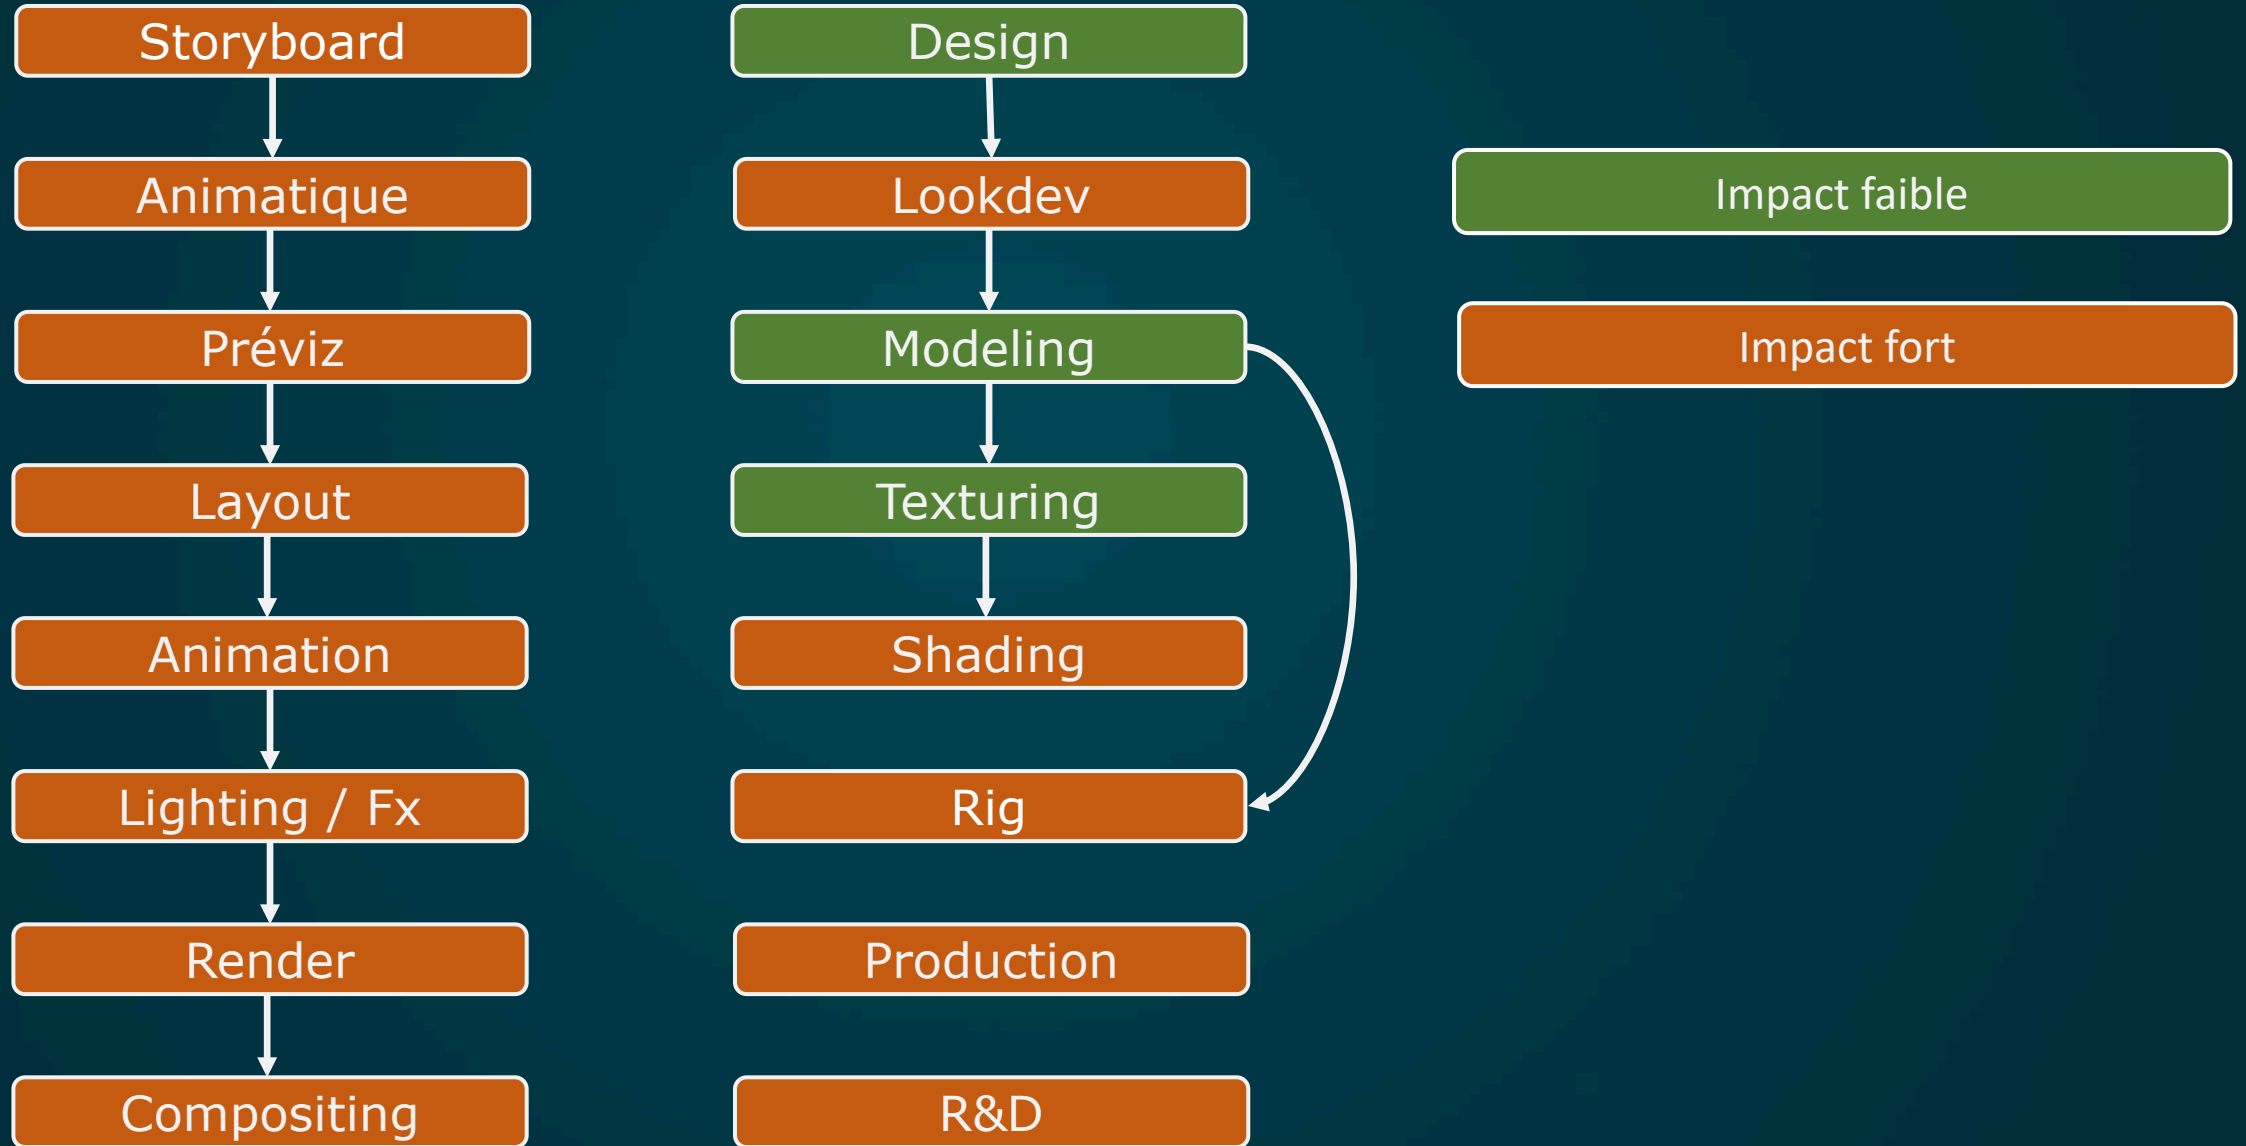 Storyboard
Animatique
Préviz
Layout
Animation
Lighting / Fx
Render
Compositing
Design
Lookdev
Modeling
Texturing
Shading
Rig
Production
R&D
Impact faible
Impact fort